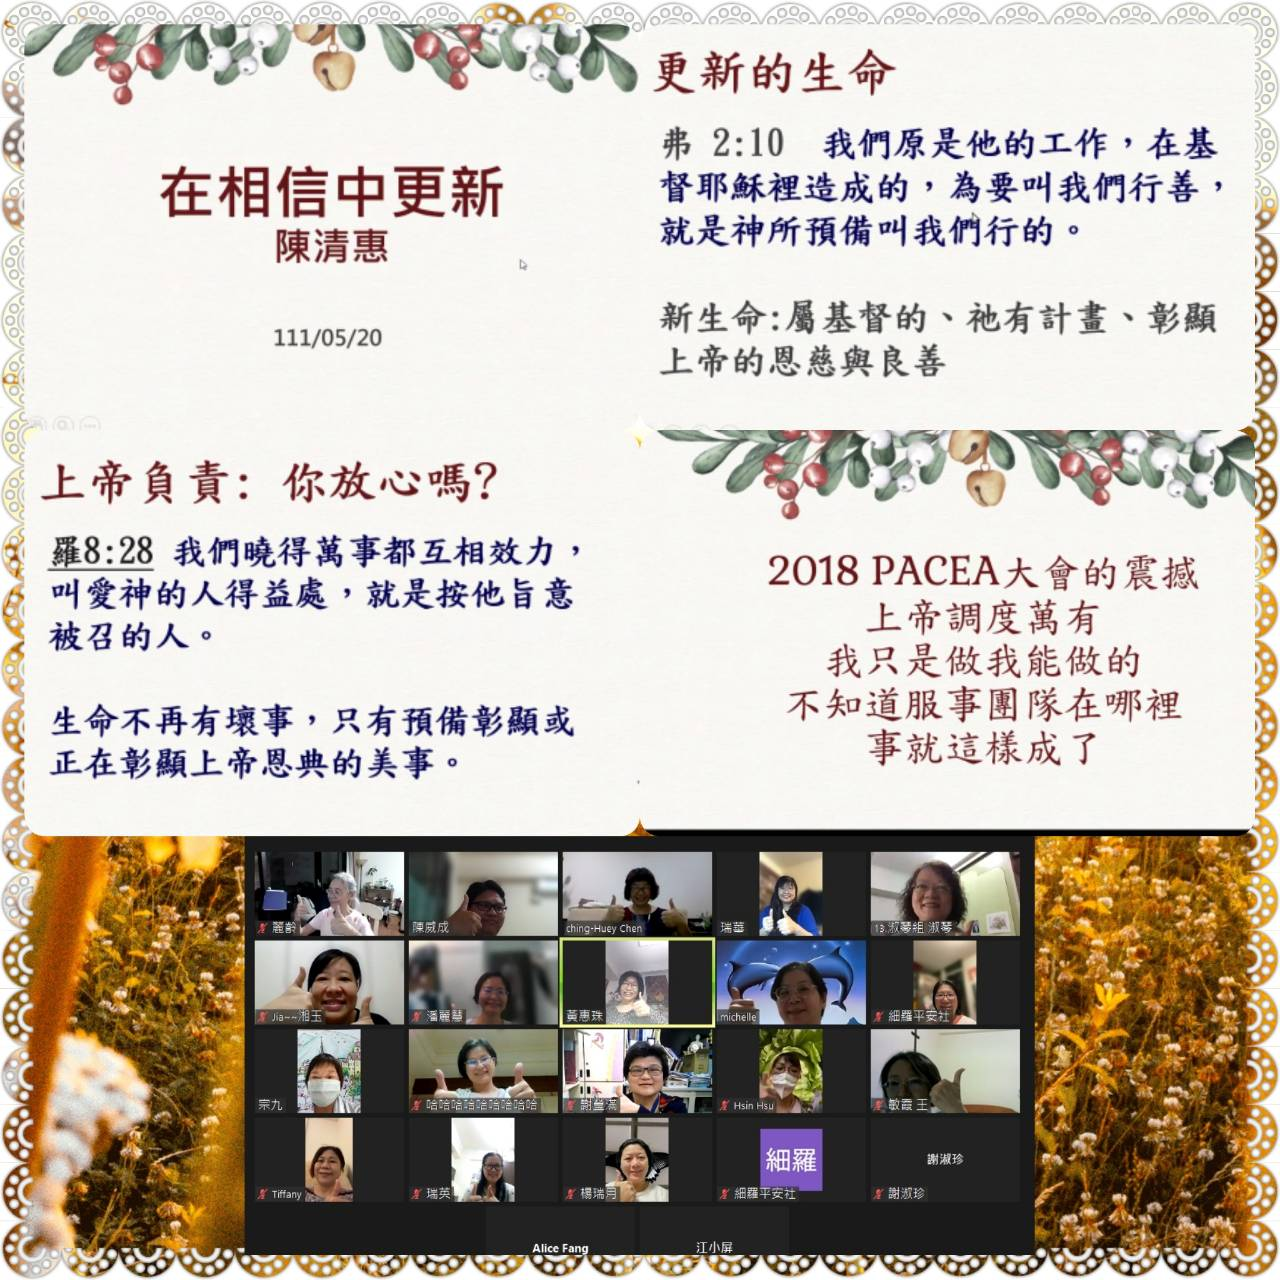 在相信中更新
陳清惠
111/05/20
更新的生命
弗 2:10 我們原是他的工作，在基
督耶穌裡造成的，為要叫我們行善，
就是神所預備叫我們行的。
新生命:屬基督的、祂有計畫、彰顯
上帝的恩慈與良善
上帝負責: 你放心嗎?
羅8:28 我們曉得萬事都互相效力，
叫愛神的人得益處，就是按他旨意
被召的人。
生命不再有壞事，只有預備彰顯或
正在彰顯上帝恩典的美事。
2018 PACEA大會的震撼
上帝調度萬有
我只是做我能做的
不知道服事團隊在哪裡
事就這樣成了
麗齡
陳威成
ching-Huey Chen
瑞華
13.淑琴組 淑琴
Jia~~湘玉
潘麗慧
黃惠珠
michelle
細羅平安社
宗九
哈哈哈哈哈哈哈哈哈哈
Hsin Hsu
敏霞 王
Tiffany
瑞英
楊瑞月
細羅
細羅平安社
謝淑珍
謝淑珍
Alice Fang
江小屏